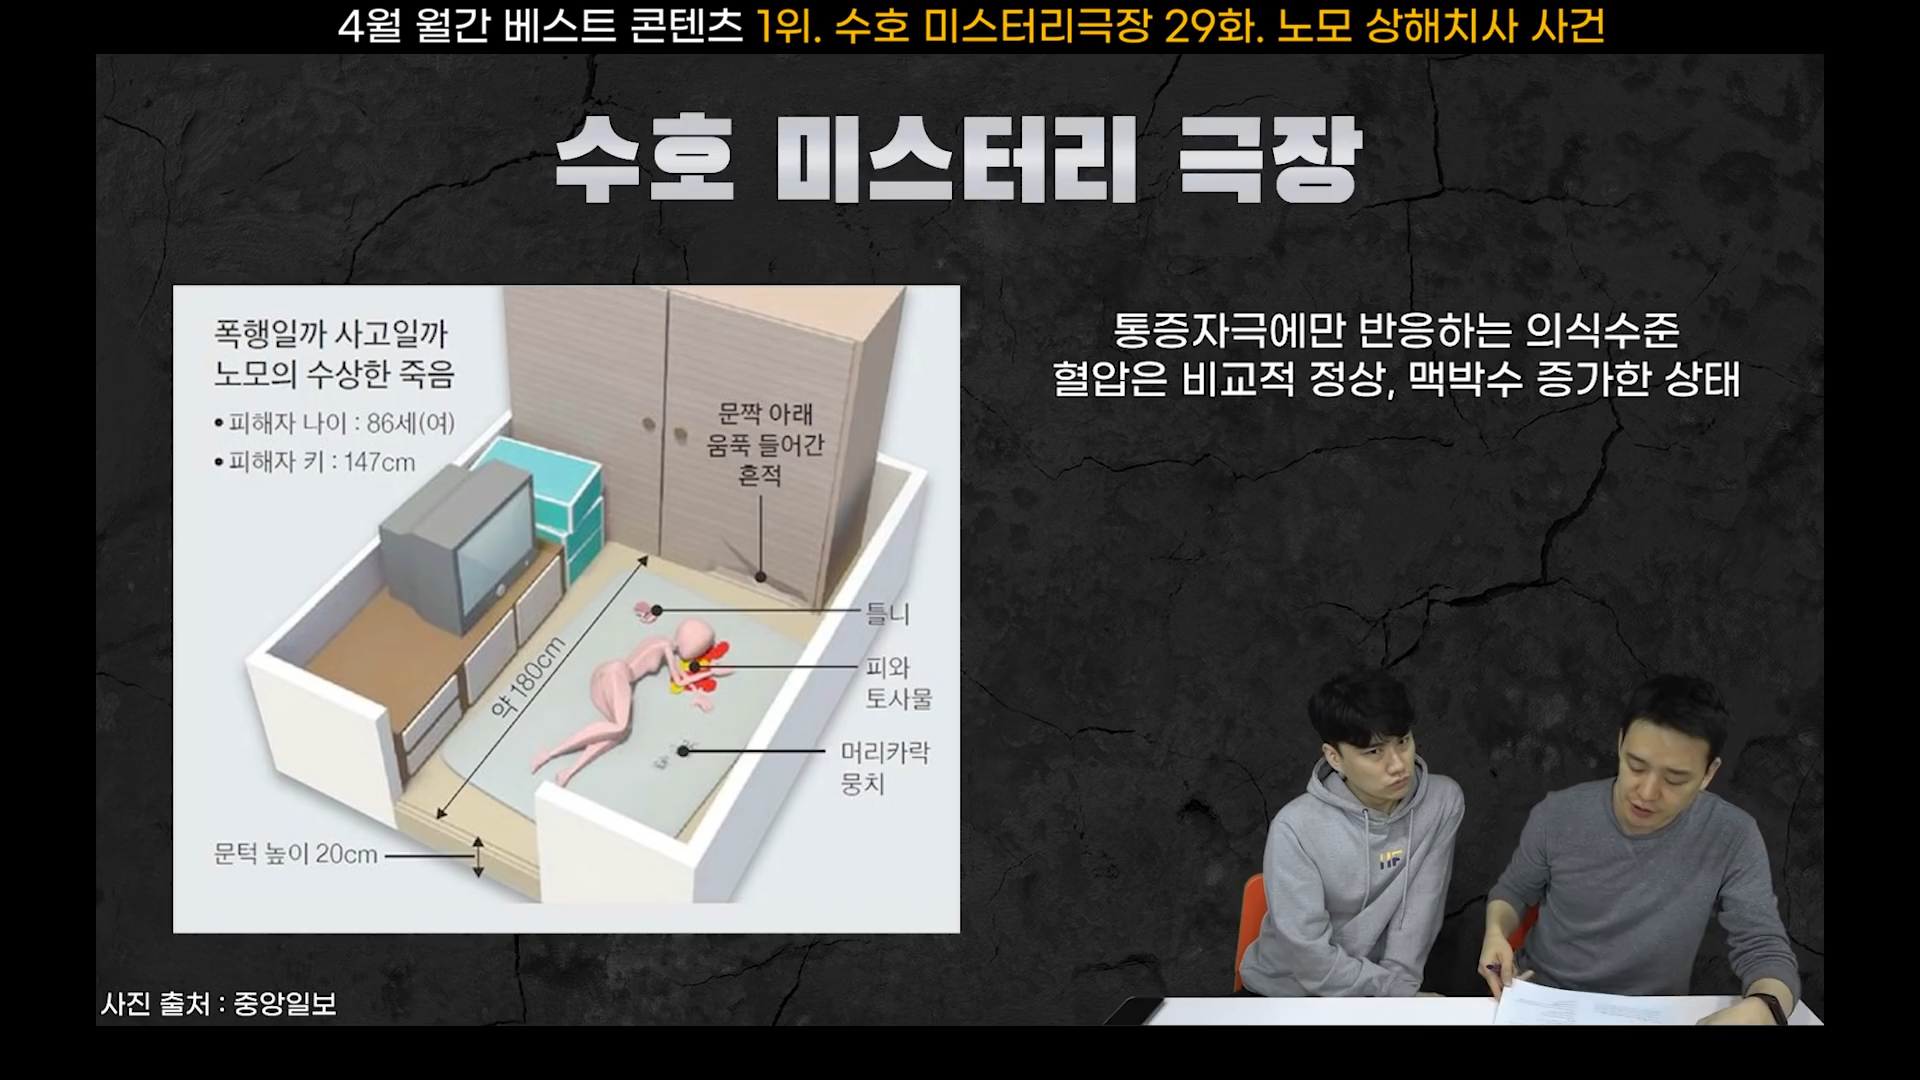 4월 월간 베스트 콘텐츠 1위. 수호 미스터리극장 29화. 노모 상해치사 사건
수호 미스터리 극장
폭행일까 사고일까
노모의 수상한 죽음
• 피해자 나이 : 86세(여)
• 피해자 키 : 147cm
문짝 아래
움푹 들어간
흔적
틀니
피와
토사물
머리카락
뭉치
약 180cm
문턱 높이 20cm
통증자극에만 반응하는 의식수준
혈압은 비교적 정상, 맥박수 증가한 상태
사진 출처 : 중앙일보